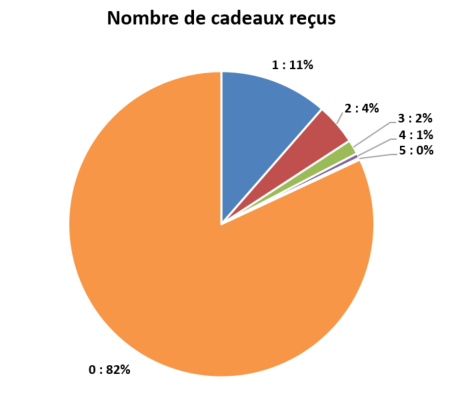 Nombre de cadeaux reçus
1 : 11%
2 : 4%
3 : 2%
4 : 1%
5 : 0%
0 : 82%